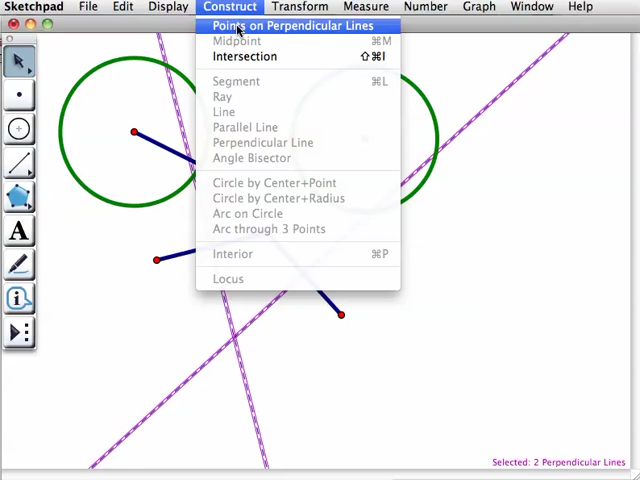 Sketchpad File Edit Display Construct Transform Measure Number Graph Window Help
Points on Perpendicular Lines
Midpoint ⌘M
Intersection ⇧⌘I
Segment ⌘L
Ray
Line
Parallel Line
Perpendicular Line
Angle Bisector
Circle by Center+Point
Circle by Center+Radius
Arc on Circle
Arc through 3 Points
Interior ⌘P
Locus
A
Selected: 2 Perpendicular Lines